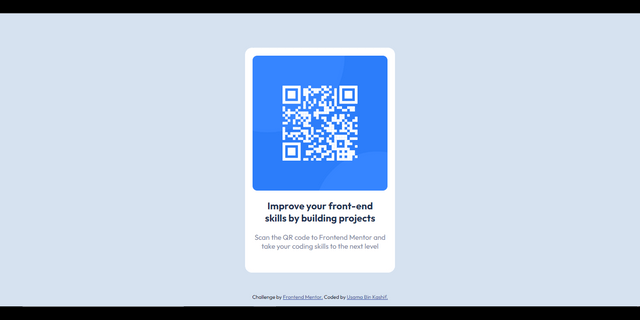 Improve your front-end
skills by building projects
Scan the QR code to Frontend Mentor and
take your coding skills to the next level
Challenge by Frontend Mentor. Coded by Usama Bin Kashif.